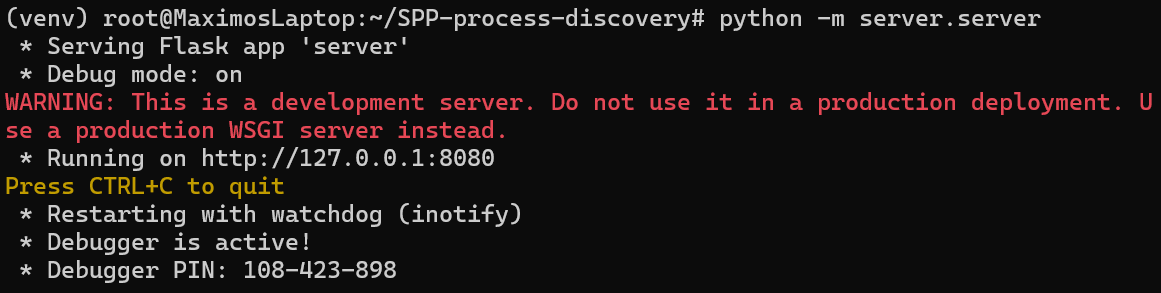 (venv) root@MaximosLaptop:~/SPP-process-discovery# python -m server.server
 * Serving Flask app 'server'
 * Debug mode: on
WARNING: This is a development server. Do not use it in a production deployment. U
se a production WSGI server instead.
 * Running on http://127.0.0.1:8080
Press CTRL+C to quit
 * Restarting with watchdog (inotify)
 * Debugger is active!
 * Debugger PIN: 108-423-898